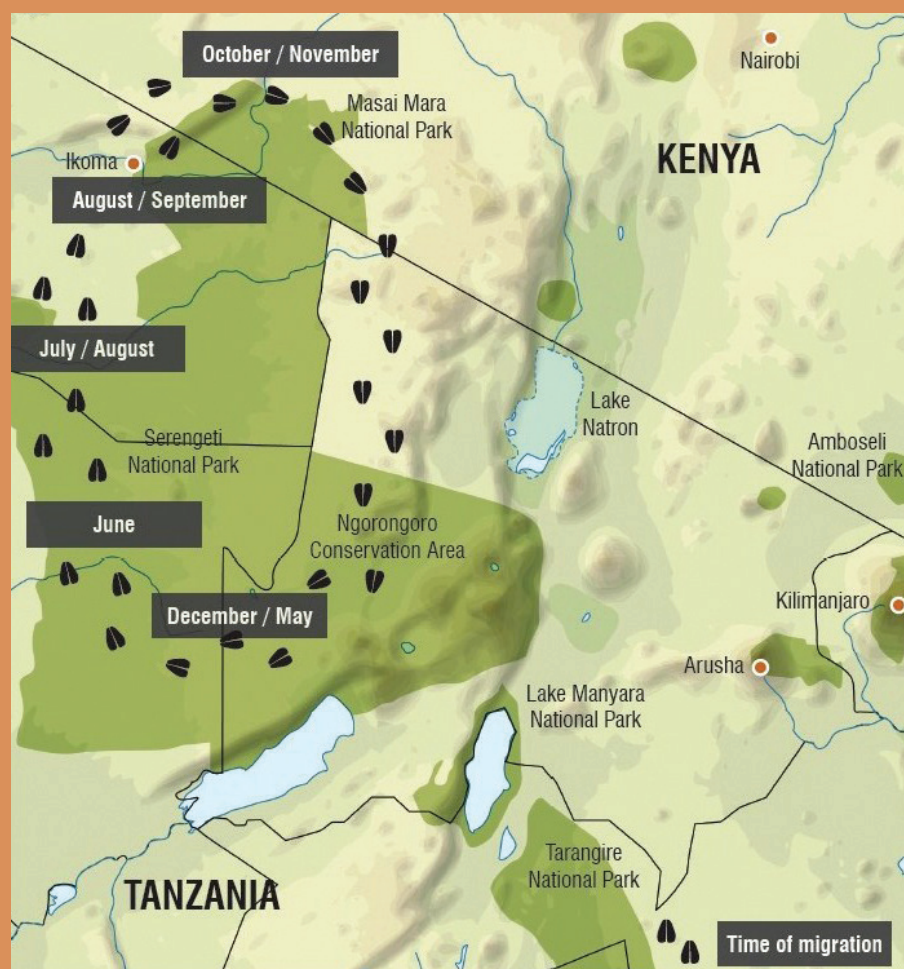 October / November
Nairobi
Masai Mara
National Park
KENYA
Ikoma
August / September
July / August
Lake
Natron
Serengeti
National Park
Amboseli
National Park
June
Ngorongoro
Conservation Area
December / May
Kilimanjaro
Arusha
Lake Manyara
National Park
Tarangire
National Park
TANZANIA
Time of migration